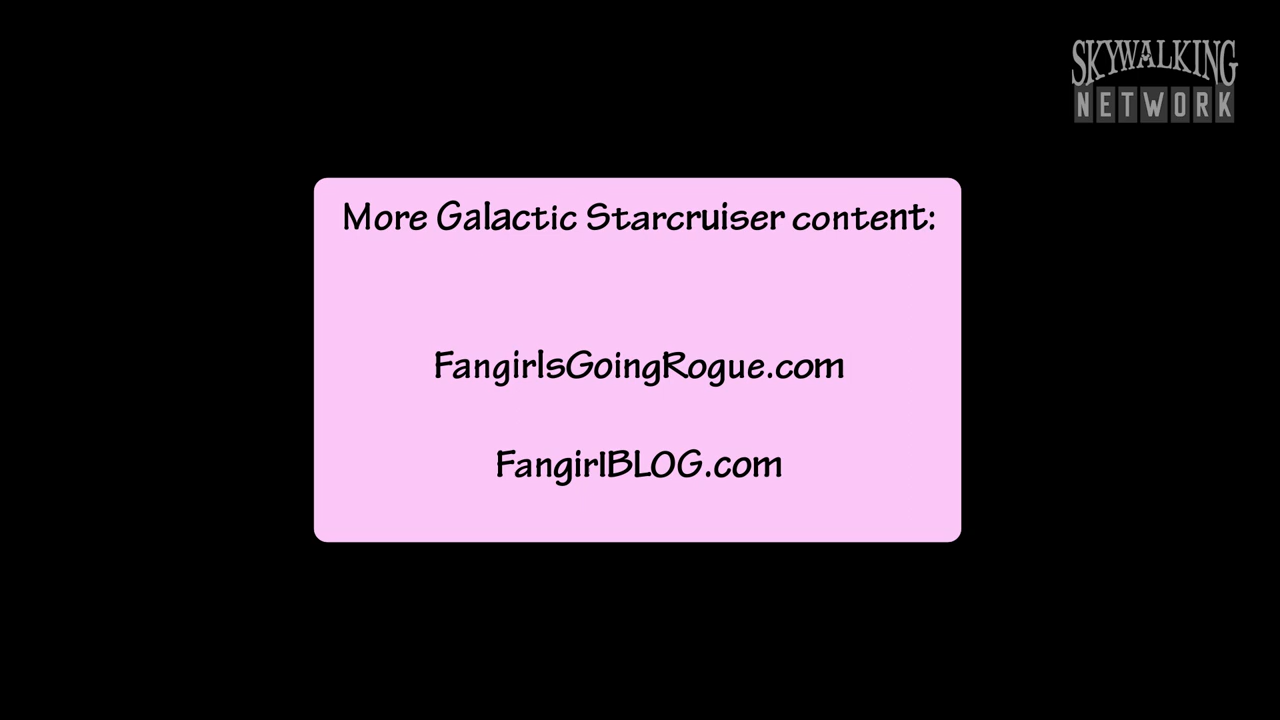 SKYWALKING
NETWORK
More Galactic Starcruiser content:
FangirlsGoingRogue.com
FangirlBLOG.com